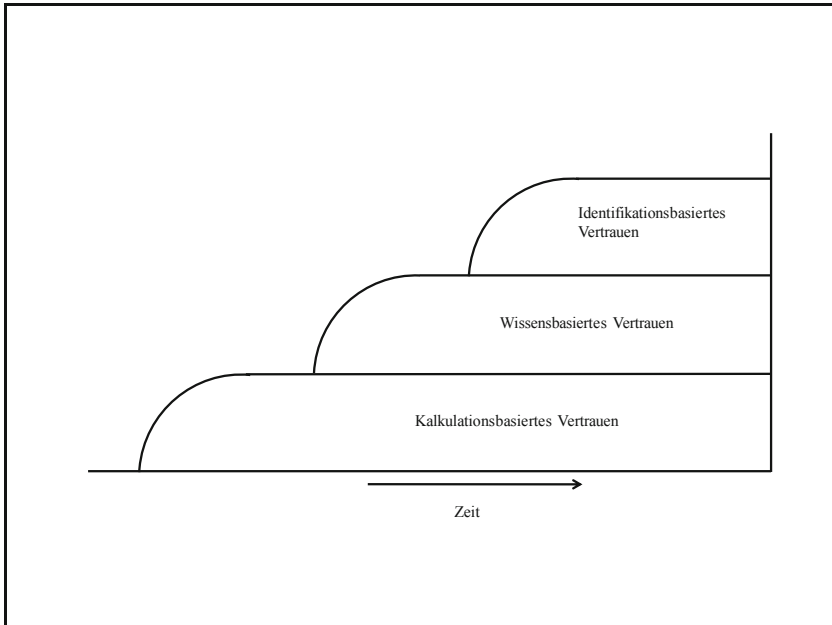 Identifikationsbasiertes
Vertrauen
Wissensbasiertes Vertrauen
Kalkulationsbasiertes Vertrauen
Zeit